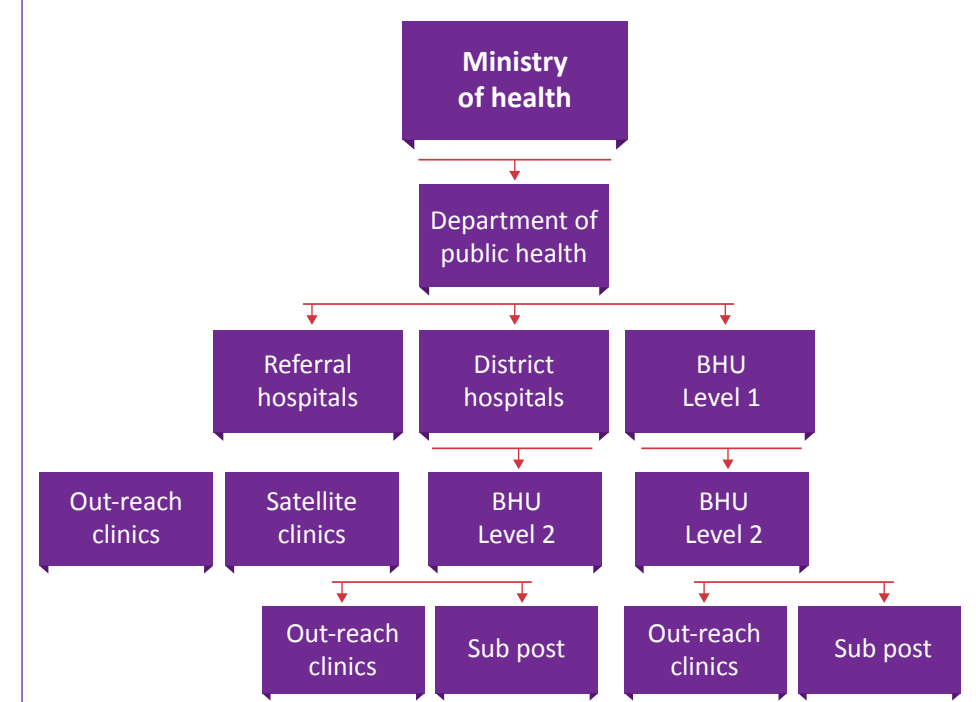 Ministry
of health
Department of
public health
Referral
hospitals
District
hospitals
BHU
Level 1
Out-reach
clinics
Satellite
clinics
BHU
Level 2
BHU
Level 2
Out-reach
clinics
Sub post
Out-reach
clinics
Sub post